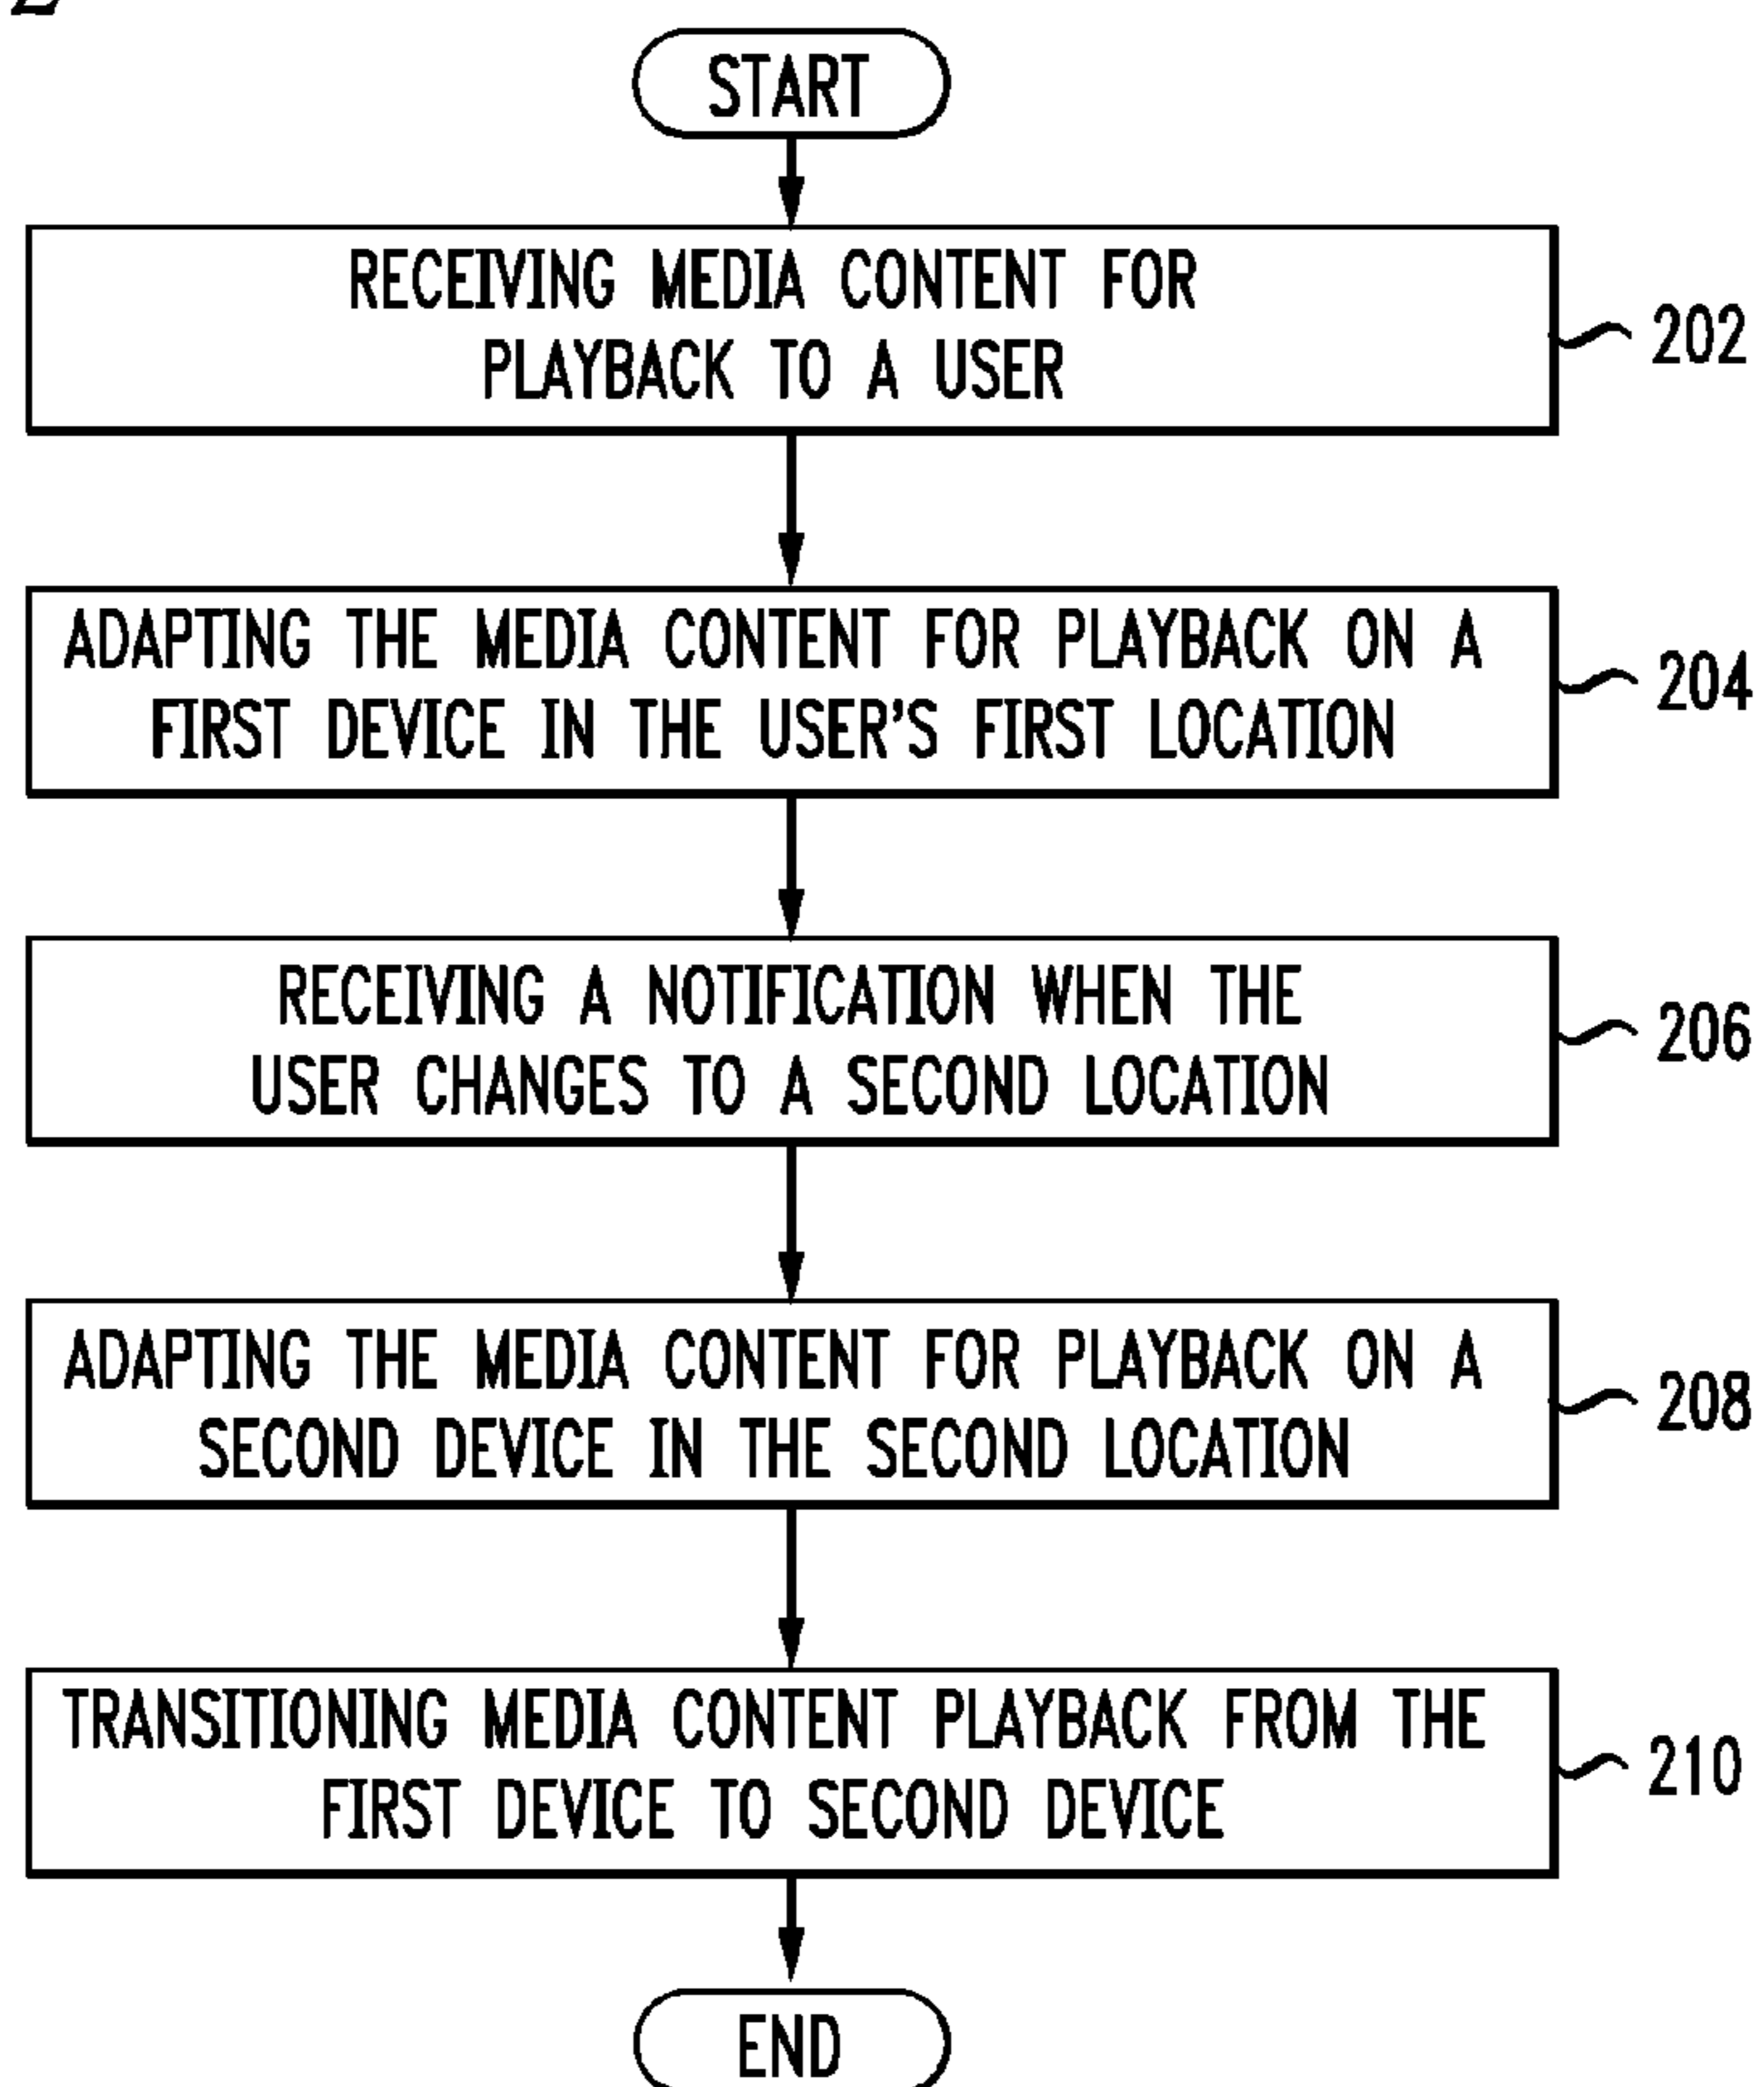 START
RECEIVING MEDIA CONTENT FOR
PLAYBACK TO A USER
202
ADAPTING THE MEDIA CONTENT FOR PLAYBACK ON A
FIRST DEVICE IN THE USER'S FIRST LOCATION
204
RECEIVING A NOTIFICATION WHEN THE
USER CHANGES TO A SECOND LOCATION
206
ADAPTING THE MEDIA CONTENT FOR PLAYBACK ON A
SECOND DEVICE IN THE SECOND LOCATION
208
TRANSITIONING MEDIA CONTENT PLAYBACK FROM THE
FIRST DEVICE TO SECOND DEVICE
210
END